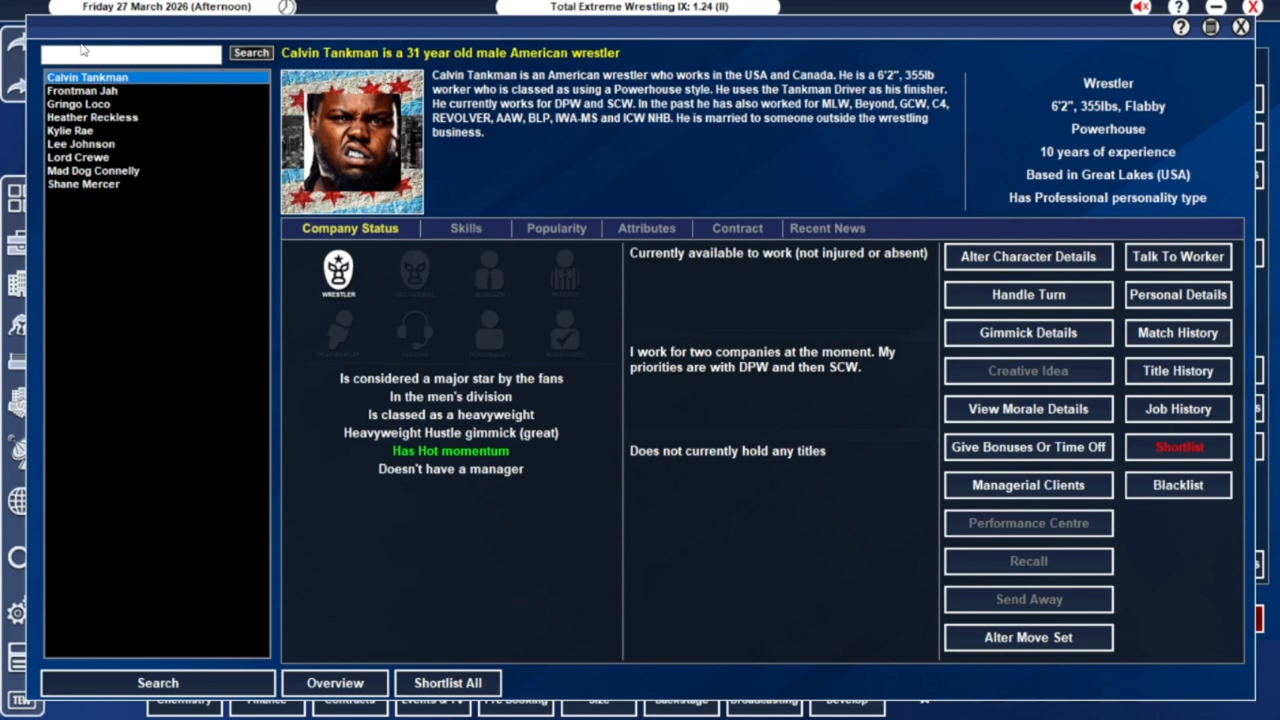 Friday 27 March 2026 (Afternoon)
Total Extreme Wrestling IX: 1.24 (II)
?
X
?
X
Search
Calvin Tankman is a 31 year old male American wrestler
Calvin Tankman
Frontman Jah
Gringo Loco
Heather Reckless
Kylie Rae
Lee Johnson
Lord Crewe
Mad Dog Connelly
Shane Mercer
Calvin Tankman is an American wrestler who works in the USA and Canada. He is a 6'2", 355lb
worker who is classed as using a Powerhouse style. He uses the Tankman Driver as his finisher.
He currently works for DPW and SCW. In the past he has also worked for MLW, Beyond, GCW, C4,
REVOLVER, AAW, BLP, IWA-MS and ICW NHB. He is married to someone outside the wrestling
business.
Wrestler
6'2", 355lbs, Flabby
Powerhouse
10 years of experience
Based in Great Lakes (USA)
Has Professional personality type
Company Status
Skills
Popularity
Attributes
Contract
Recent News
WRESTLER
Is considered a major star by the fans
In the men's division
Is classed as a heavyweight
Heavyweight Hustle gimmick (great)
Has Hot momentum
Doesn't have a manager
Currently available to work (not injured or absent)
I work for two companies at the moment. My
priorities are with DPW and then SCW.
Does not currently hold any titles
Alter Character Details
Talk To Worker
Handle Turn
Personal Details
Gimmick Details
Match History
Creative Idea
Title History
View Morale Details
Job History
Give Bonuses Or Time Off
Shortlist
Managerial Clients
Blacklist
Performance Centre
Recall
Send Away
Alter Move Set
Search
Overview
Shortlist All
TEW
Chemistry
Finance
Contracts
Events & TV
Pre Booking
Size
Backstage
Broadcasting
Develop